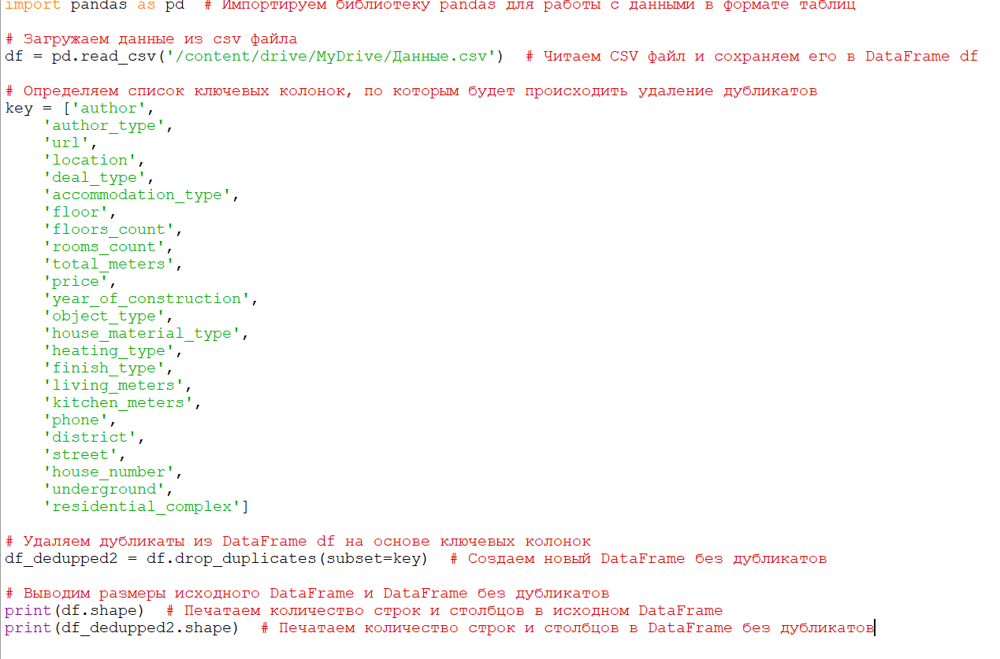 import pandas as pd  # Импортируем библиотеку pandas для работы с данными в формате таблиц
# Загружаем данные из csv файла
df = pd.read_csv('/content/drive/MyDrive/Данные.csv')  # Читаем CSV файл и сохраняем его в DataFrame df
# Определяем список ключевых колонок, по которым будет происходить удаление дубликатов
key = ['author',
    'author_type',
    'url',
    'location',
    'deal_type',
    'accommodation_type',
    'floor',
    'floors_count',
    'rooms_count',
    'total_meters',
    'price',
    'year_of_construction',
    'object_type',
    'house_material_type',
    'heating_type',
    'finish_type',
    'living_meters',
    'kitchen_meters',
    'phone',
    'district',
    'street',
    'house_number',
    'underground',
    'residential_complex']
# Удаляем дубликаты из DataFrame df на основе ключевых колонок
df_dedupped2 = df.drop_duplicates(subset=key)  # Создаем новый DataFrame без дубликатов
# Выводим размеры исходного DataFrame и DataFrame без дубликатов
print(df.shape)  # Печатаем количество строк и столбцов в исходном DataFrame
print(df_dedupped2.shape)  # Печатаем количество строк и столбцов в DataFrame без дубликатов